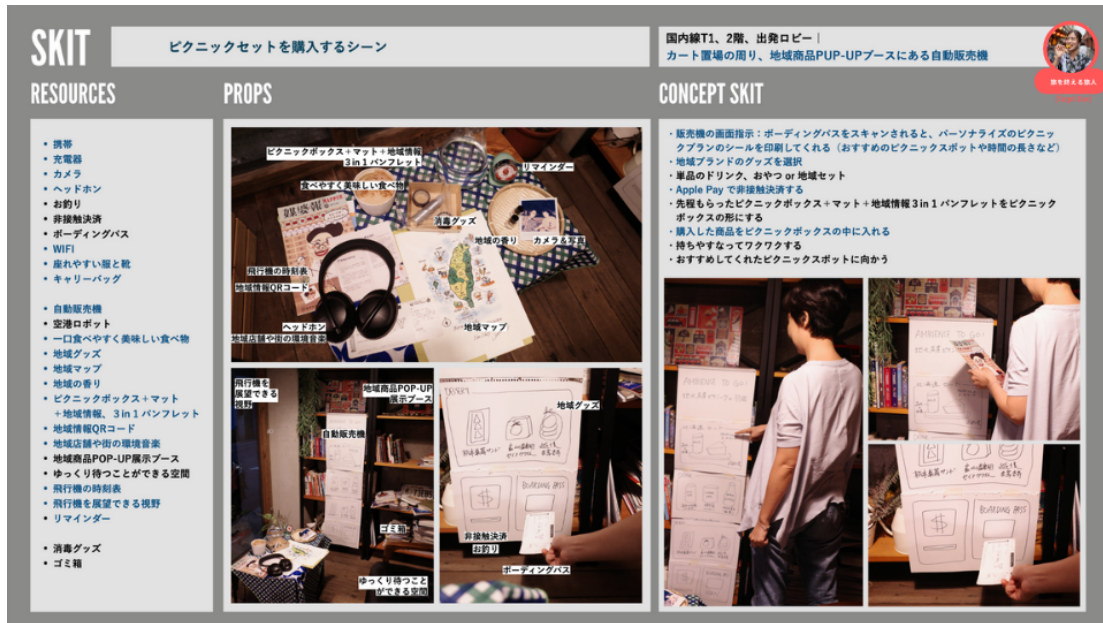 SKIT
ピクニックセットを購入するシーン
国内線T1、2階、出発ロビー｜
カート置場の周り、地域商品PUP-UPブースにある自動販売機
旅を終える旅人
RESOURCES
• 携帯
• 充電器
• カメラ
• ヘッドホン
• お釣り
• 非接触決済
• ボーディングパス
• WIFI
• 座れやすい服と靴
• キャリーバッグ
• 自動販売機
• 空港ロボット
• 一口食べやすく美味しい食べ物
• 地域グッズ
• 地域マップ
• 地域の香り
• ピクニックボックス＋マット
＋地域情報、３in１パンフレット
• 地域情報QRコード
• 地域店舗や街の環境音楽
• 地域商品POP-UP展示ブース
• ゆっくり待つことができる空間
• 飛行機の時刻表
• 飛行機を展望できる視野
• リマインダー
• 消毒グッズ
• ゴミ箱
PROPS
ピクニックボックス＋マット＋地域情報
３in１パンフレット
リマインダー
食べやすく美味しい食べ物
消毒グッズ
地域の香り
カメラ＆写真
飛行機の時刻表
地域情報QRコード
ヘッドホン
地域店舗や街の環境音楽
地域マップ
飛行機を
展望できる
視野
地域商品POP-UP
展示ブース
自動販売機
ゴミ箱
ゆっくり待つこと
ができる空間
地域グッズ
BOARDING PASS
非接触決済
お釣り
ボーディングパス
CONCEPT SKIT
・販売機の画面指示：ボーディングパスをスキャンされると、パーソナライズのピクニッ
クプランのシールを印刷してくれる（おすすめのピクニックスポットや時間の長さなど）
・地域ブランドのグッズを選択
・単品のドリンク、おやつ or 地域セット
・Apple Pay で非接触決済する
・先程もらったピクニックボックス＋マット＋地域情報３in１パンフレットをピクニック
ボックスの形にする
・購入した商品をピクニックボックスの中に入れる
・持ちやすなってワクワクする
・おすすめしてくれたピクニックスポットに向かう
AMBIENCE TO GO!
AMBIENCE TO GO!
BOARDING PASS